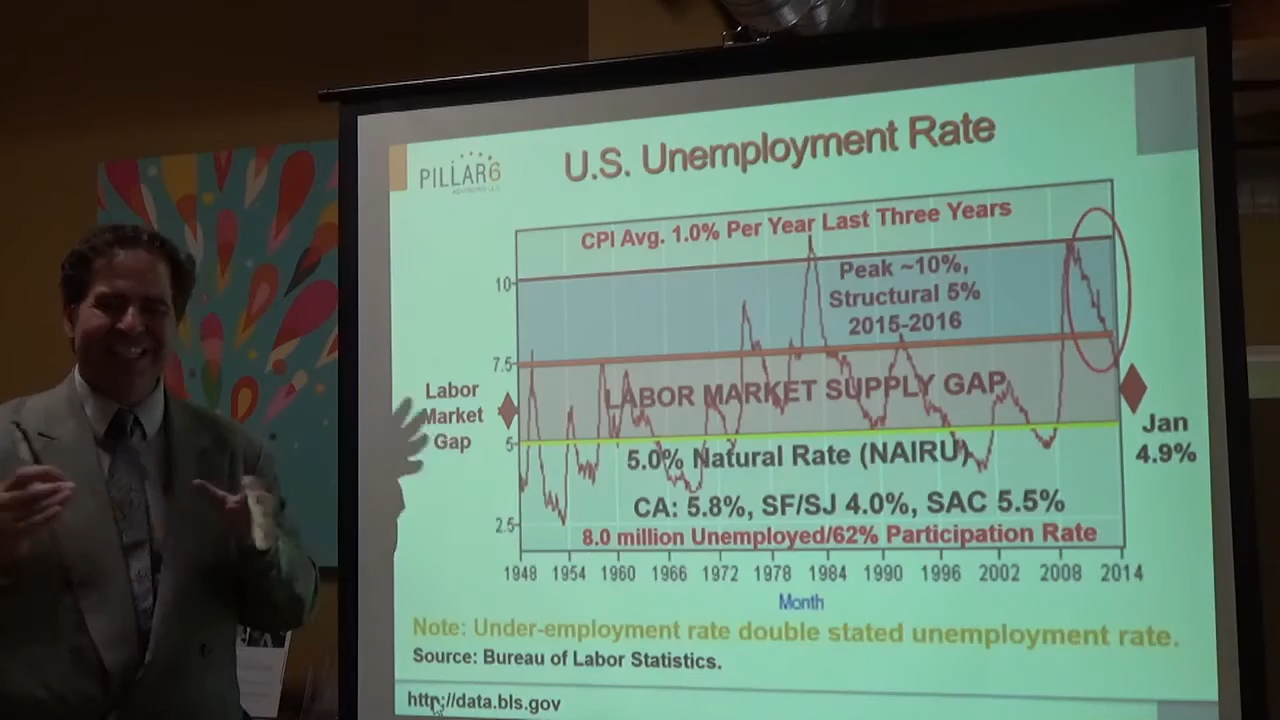 U.S. Unemployment Rate
PILLAR6
CPI Avg. 1.0% Per Year Last Three Years
Peak ~10%,
Structural 5%
2015-2016
LABOR MARKET SUPPLY GAP
5.0% Natural Rate (NAIRU)
CA: 5.8%, SF/SJ 4.0%, SAC 5.5%
8.0 million Unemployed/62% Participation Rate
10
7.5
5
2.5
Labor
Market
Gap
Jan
4.9%
1948 1954 1960 1966 1972 1978 1984 1990 1996 2002 2008 2014
Month
Note: Under-employment rate double stated unemployment rate.
Source: Bureau of Labor Statistics.
http://data.bls.gov